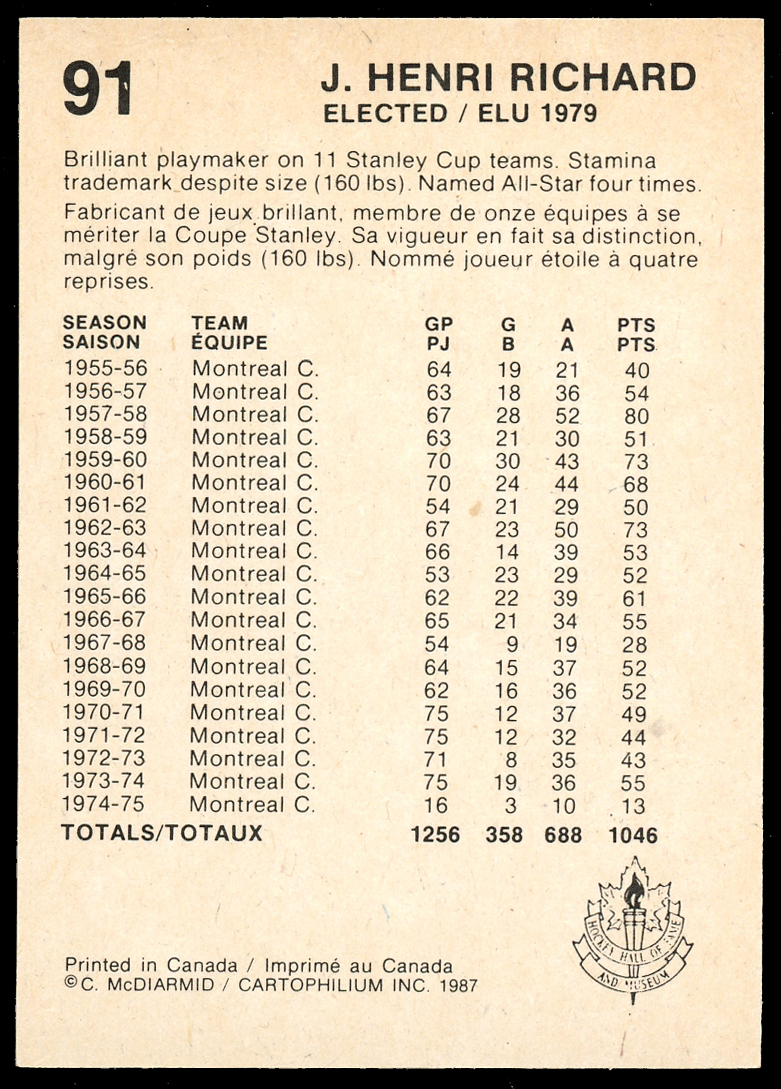 91
J. HENRI RICHARD
ELECTED / ELU 1979
Brilliant playmaker on 11 Stanley Cup teams. Stamina
trademark despite size (160 lbs). Named All-Star four times.
Fabricant de jeux brillant, membre de onze équipes à se
mériter la Coupe Stanley. Sa vigueur en fait sa distinction,
malgré son poids (160 lbs). Nommé joueur étoile à quatre
reprises.
SEASON TEAM GP G A PTS
SAISON ÉQUIPE PJ B A PTS
1955-56 Montreal C. 64 19 21 40
1956-57 Montreal C. 63 18 36 54
1957-58 Montreal C. 67 28 52 80
1958-59 Montreal C. 63 21 30 51
1959-60 Montreal C. 70 30 43 73
1960-61 Montreal C. 70 24 44 68
1961-62 Montreal C. 54 21 29 50
1962-63 Montreal C. 67 23 50 73
1963-64 Montreal C. 66 14 39 53
1964-65 Montreal C. 53 23 29 52
1965-66 Montreal C. 62 22 39 61
1966-67 Montreal C. 65 21 34 55
1967-68 Montreal C. 54 9 19 28
1968-69 Montreal C. 64 15 37 52
1969-70 Montreal C. 62 16 36 52
1970-71 Montreal C. 75 12 37 49
1971-72 Montreal C. 75 12 32 44
1972-73 Montreal C. 71 8 35 43
1973-74 Montreal C. 75 19 36 55
1974-75 Montreal C. 16 3 10 13
TOTALS/TOTAUX 1256 358 688 1046
HOCKEY HALL OF FAME
AND MUSEUM
Printed in Canada / Imprimé au Canada
©C. McDIARMID / CARTOPHILIUM INC. 1987